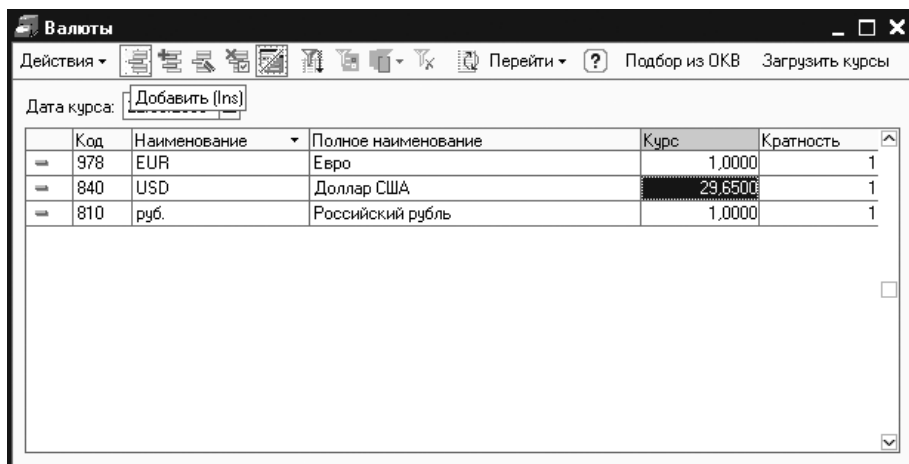 Валюты
Действия Перейти ? Подбор из ОКВ Загрузить курсы
Дата курса: Добавить (Ins)
Код Наименование Полное наименование Курс Кратность
978 EUR Евро 1,0000 1
840 USD Доллар США 29,6500 1
810 руб. Российский рубль 1,0000 1